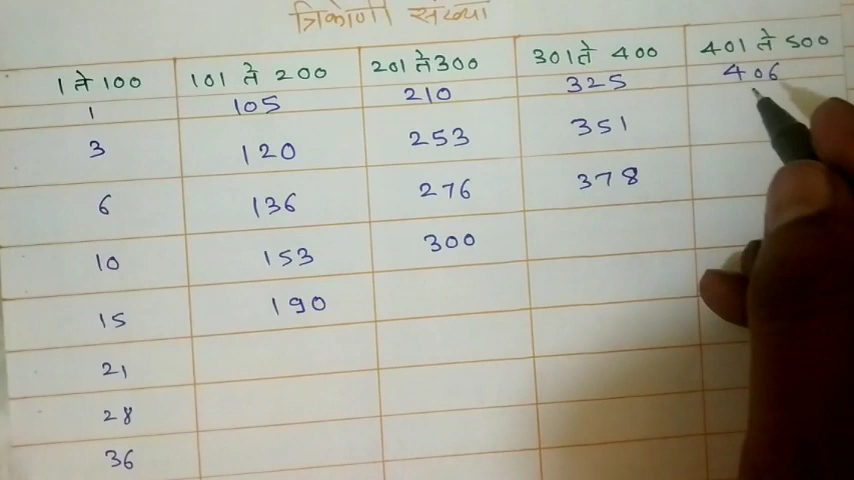 त्रिकोणी संख्या
1 ते 100 101 ते 200 201 ते 300 301 ते 400 401 ते 500
1 105 210 325 406
3 120 253 351
6 136 276 378
10 153 300
15 190
21
28
36